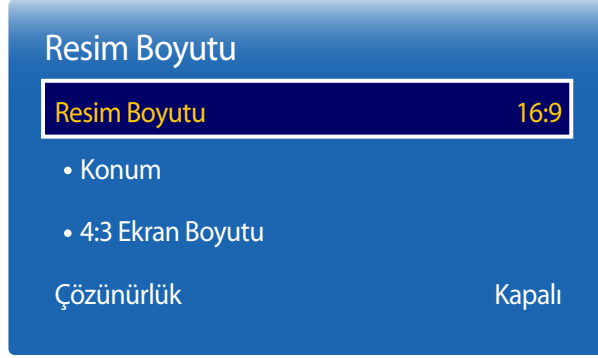 Resim Boyutu
Resim Boyutu 16:9
• Konum
• 4:3 Ekran Boyutu
Çözünürlük Kapalı